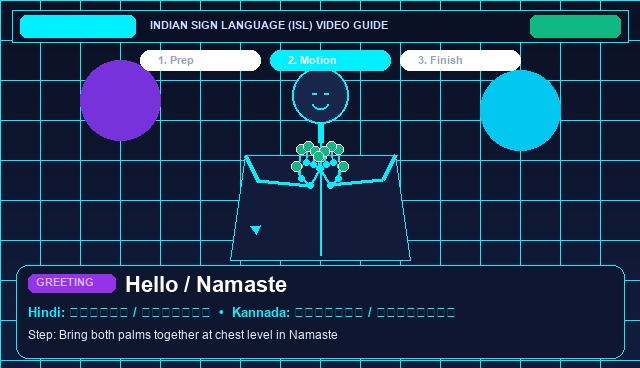 INDIAN SIGN LANGUAGE (ISL) VIDEO GUIDE
1. Prep
2. Motion
3. Finish
GREETING
Hello / Namaste
Hindi: □□□□□□ / □□□□□□□ • Kannada: □□□□□□□ / □□□□□□□□
Step: Bring both palms together at chest level in Namaste